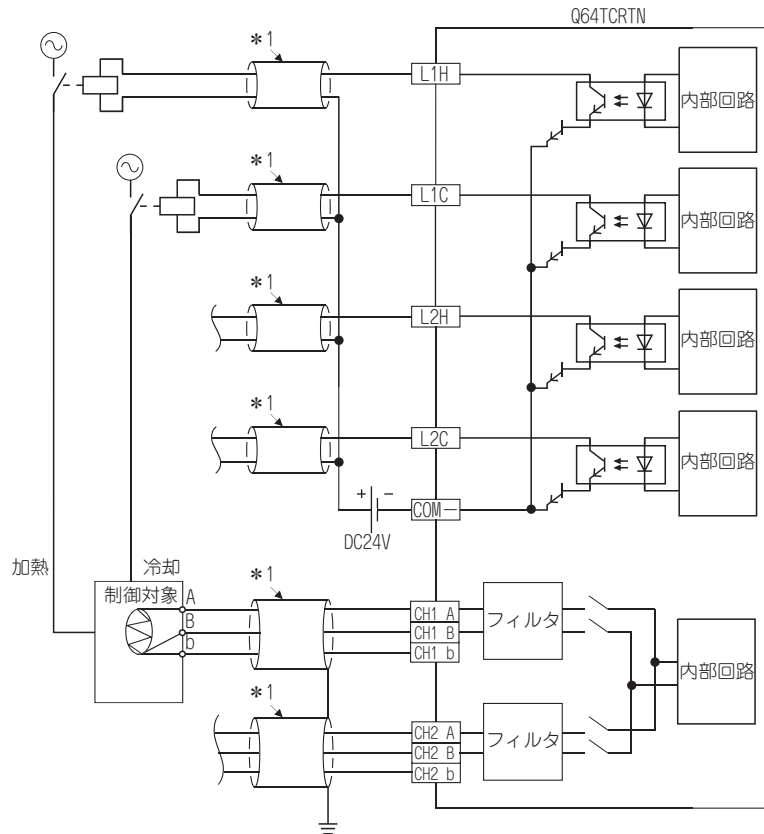 Q64TCRTN
*1
L1H
内部回路
*1
L1C
内部回路
*1
L2H
内部回路
*1
L2C
内部回路
+
-
COM-
DC24V
加熱
冷却
制御対象
A
B
b
*1
CH1 A
CH1 B
CH1 b
フィルタ
内部回路
*1
CH2 A
CH2 B
CH2 b
フィルタ